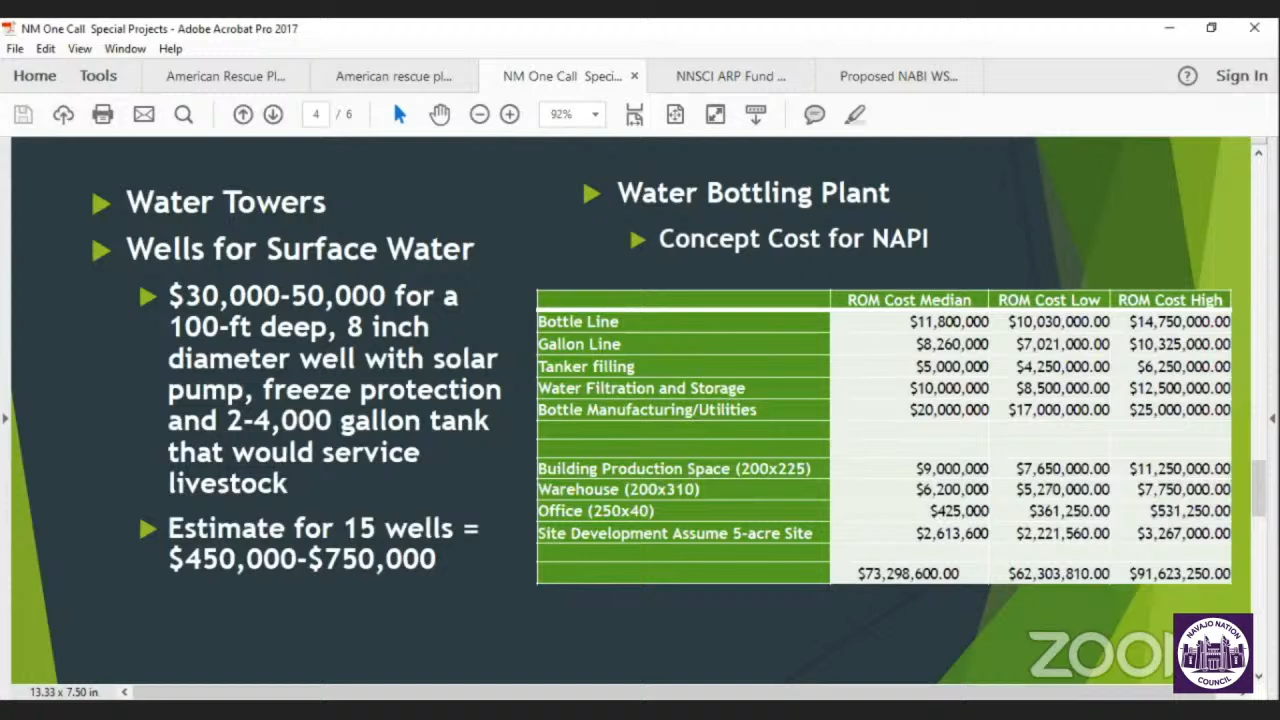 NM One Call Special Projects - Adobe Acrobat Pro 2017
File Edit View Window Help
Home Tools American Rescue Pl... American rescue pl... NM One Call Speci... × NNSCI ARP Fund ... Proposed NABI WS... ? Sign In
4 / 6 92%
Water Towers
Wells for Surface Water
$30,000-50,000 for a
100-ft deep, 8 inch
diameter well with solar
pump, freeze protection
and 2-4,000 gallon tank
that would service
livestock
Estimate for 15 wells =
$450,000-$750,000
Water Bottling Plant
Concept Cost for NAPI
ROM Cost Median ROM Cost Low ROM Cost High
Bottle Line $11,800,000 $10,030,000.00 $14,750,000.00
Gallon Line $8,260,000 $7,021,000.00 $10,325,000.00
Tanker filling $5,000,000 $4,250,000.00 $6,250,000.00
Water Filtration and Storage $10,000,000 $8,500,000.00 $12,500,000.00
Bottle Manufacturing/Utilities $20,000,000 $17,000,000.00 $25,000,000.00
Building Production Space (200x225) $9,000,000 $7,650,000.00 $11,250,000.00
Warehouse (200x310) $6,200,000 $5,270,000.00 $7,750,000.00
Office (250x40) $425,000 $361,250.00 $531,250.00
Site Development Assume 5-acre Site $2,613,600 $2,221,560.00 $3,267,000.00
$73,298,600.00 $62,303,810.00 $91,623,250.00
ZOO
NAVAJO NATION
COUNCIL
13.33 x 7.50 in